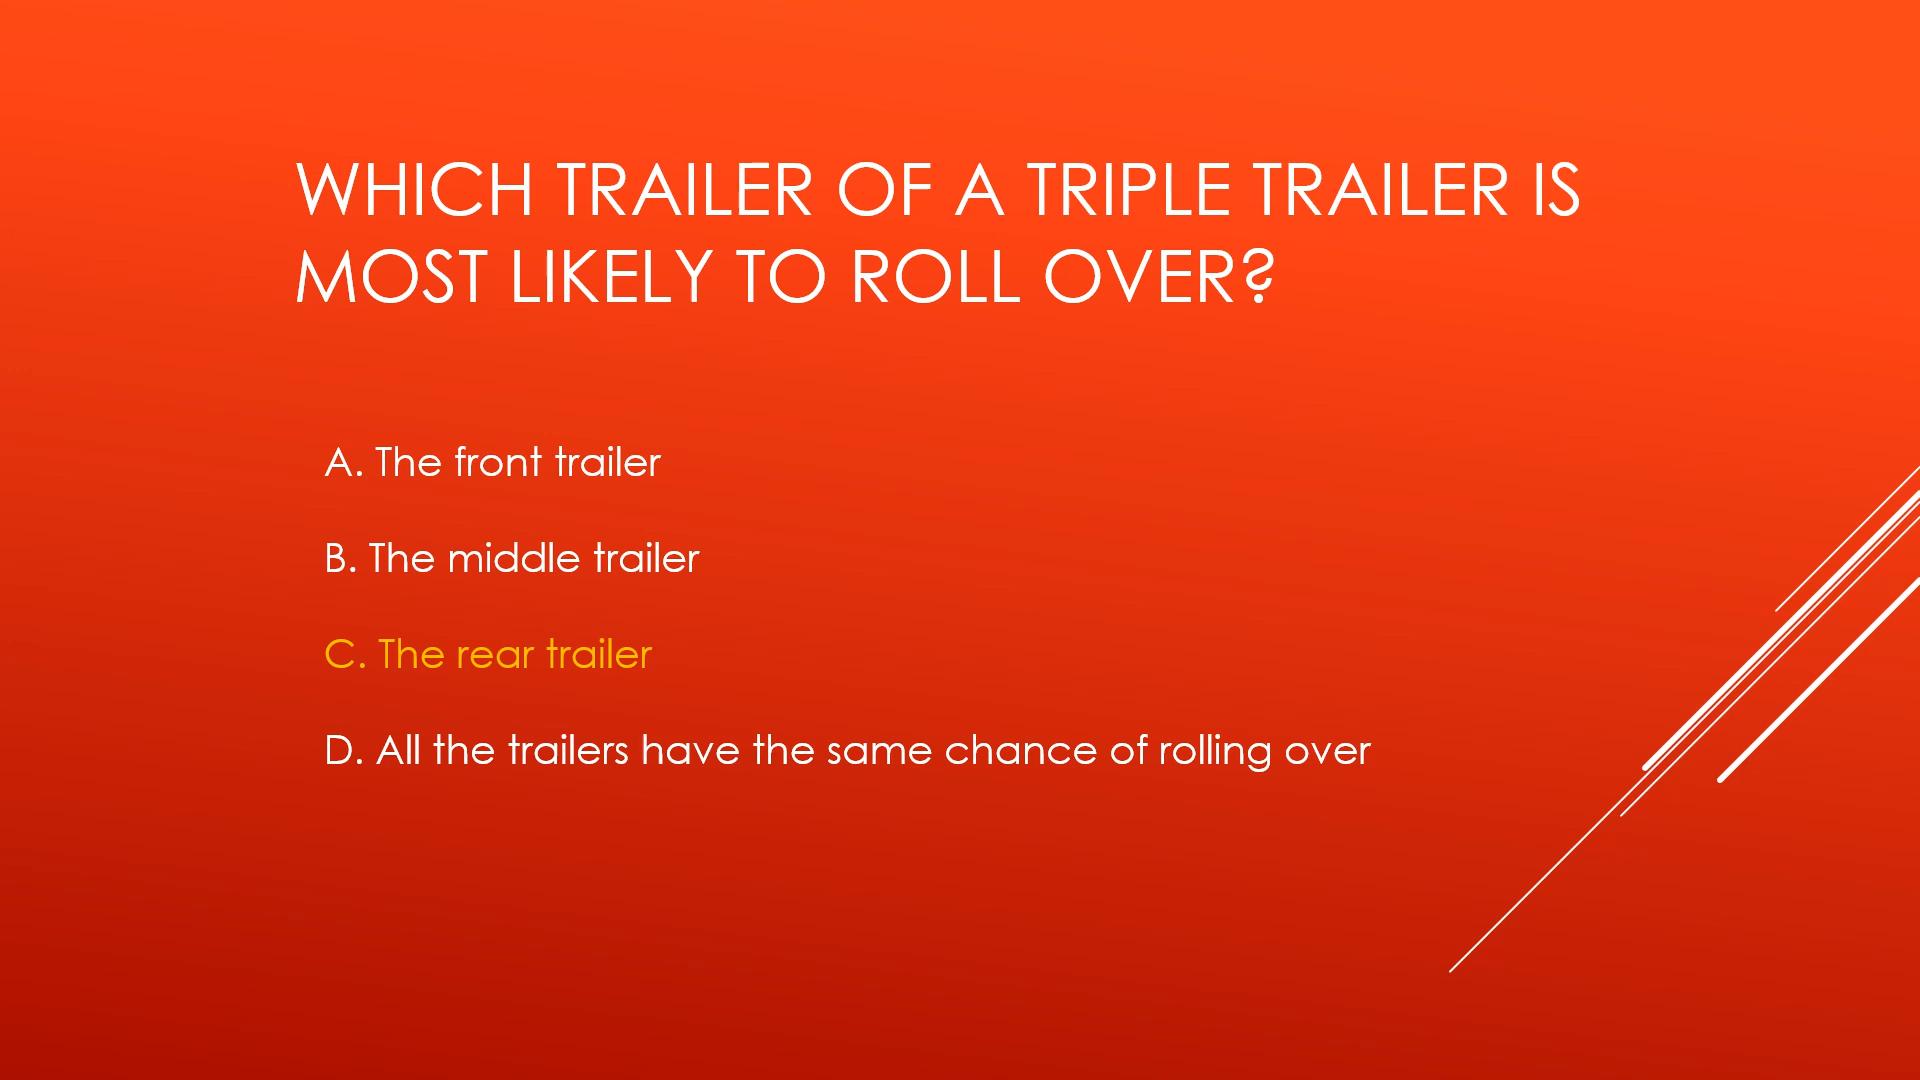 WHICH TRAILER OF A TRIPLE TRAILER IS
MOST LIKELY TO ROLL OVER?
A. The front trailer
B. The middle trailer
C. The rear trailer
D. All the trailers have the same chance of rolling over